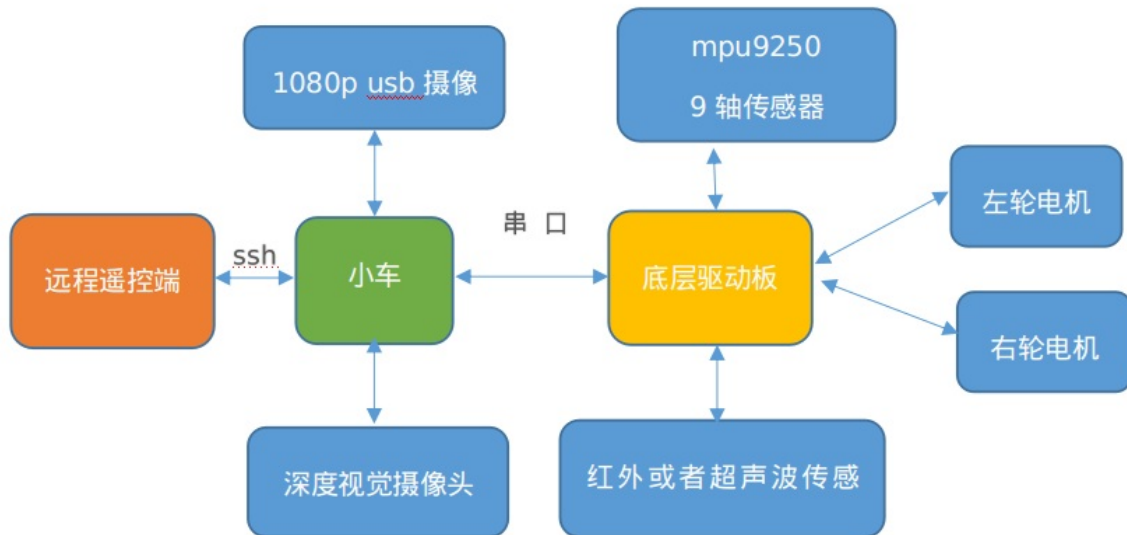 1080p usb 摄像
mpu9250
9 轴传感器
左轮电机
串 口
远程遥控端
ssh
小车
底层驱动板
右轮电机
深度视觉摄像头
红外或者超声波传感